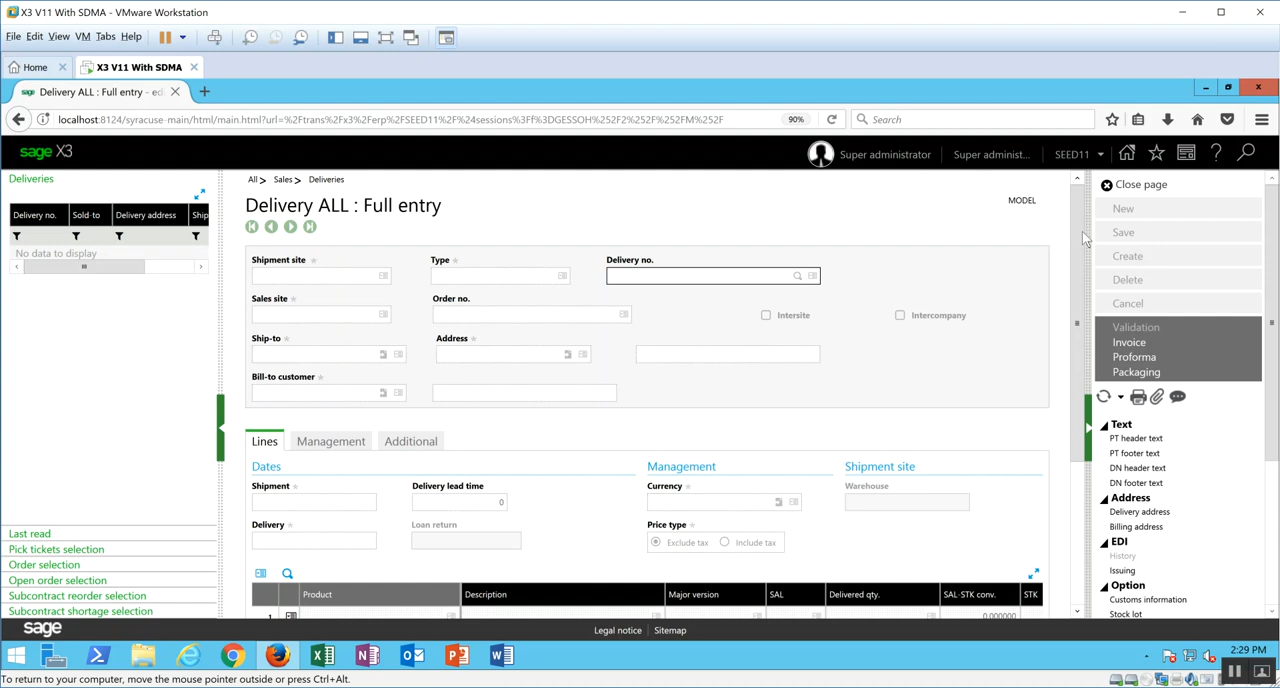 X3 V11 With SDMA - VMware Workstation
File Edit View VM Tabs Help
Home X3 V11 With SDMA
Delivery ALL : Full entry - edi
localhost:8124/syracuse-main/html/main.html?url=%2Ftrans%2Fx3%2Ferp%2FSEED11%2F%24sessions%3Ff%3DGESSOH%252F2%252F%252FM%252F 90% Search
sage X3 Super administrator Super administ... SEED11
Deliveries
Delivery no. Sold-to Delivery address Ship
No data to display
Last read
Pick tickets selection
Order selection
Open order selection
Subcontract reorder selection
Subcontract shortage selection
All > Sales > Deliveries
Delivery ALL : Full entry MODEL
Shipment site * Type * Delivery no.
Sales site * Order no.
Intersite Intercompany
Ship-to * Address *
Bill-to customer *
Lines Management Additional
Dates Management Shipment site
Shipment Delivery lead time Currency * Warehouse
0
Delivery * Loan return Price type *
Exclude tax Include tax
Product Description Major version SAL Delivered qty. SAL-STK conv. STK
1 0.000000
Close page
New
Save
Create
Delete
Cancel
Validation
Invoice
Proforma
Packaging
Text
PT header text
PT footer text
DN header text
DN footer text
Address
Delivery address
Billing address
EDI
History
Issuing
Option
Customs information
Stock lot
sage Legal notice Sitemap
2:29 PM
To return to your computer, move the mouse pointer outside or press Ctrl+Alt.